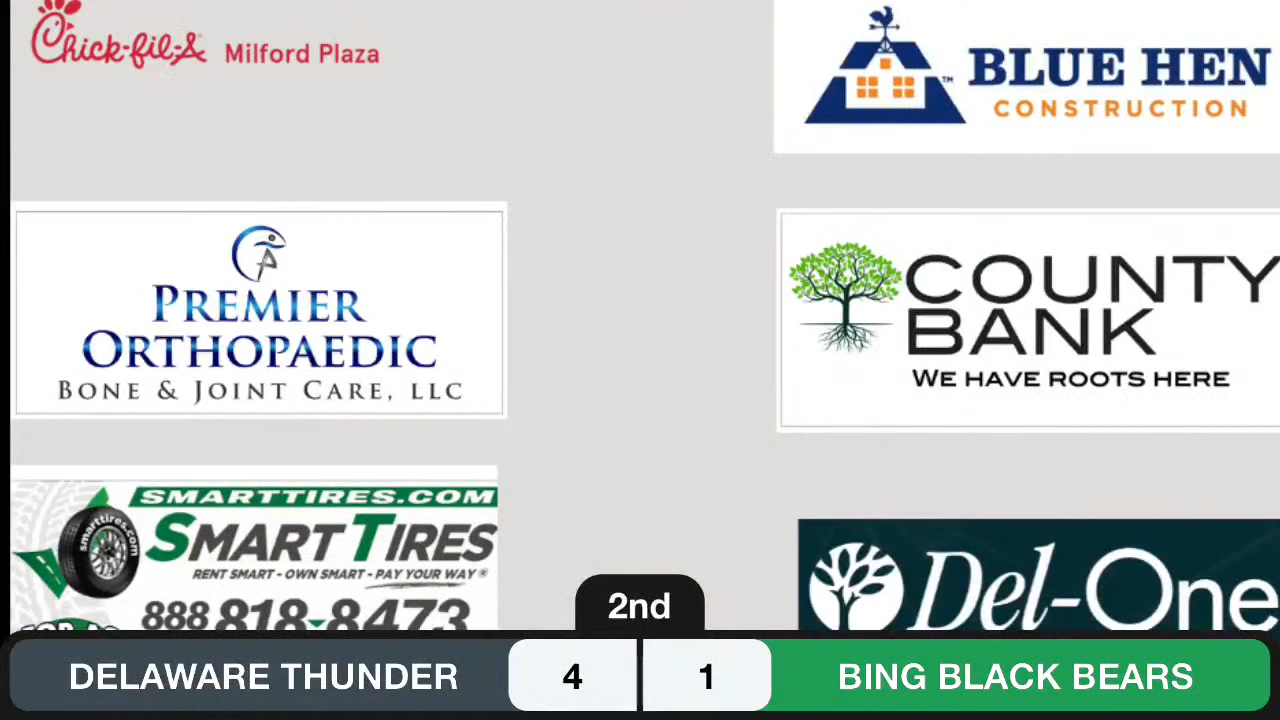 Chick-fil-A Milford Plaza
BLUE HEN
CONSTRUCTION
PREMIER
ORTHOPAEDIC
BONE & JOINT CARE, LLC
COUNTY
BANK
WE HAVE ROOTS HERE
SMARTTIRES.COM
smarttires.com
SMART TIRES
RENT SMART - OWN SMART - PAY YOUR WAY®
888 818-8473
Del-One
2nd
DELAWARE THUNDER 4 1 BING BLACK BEARS